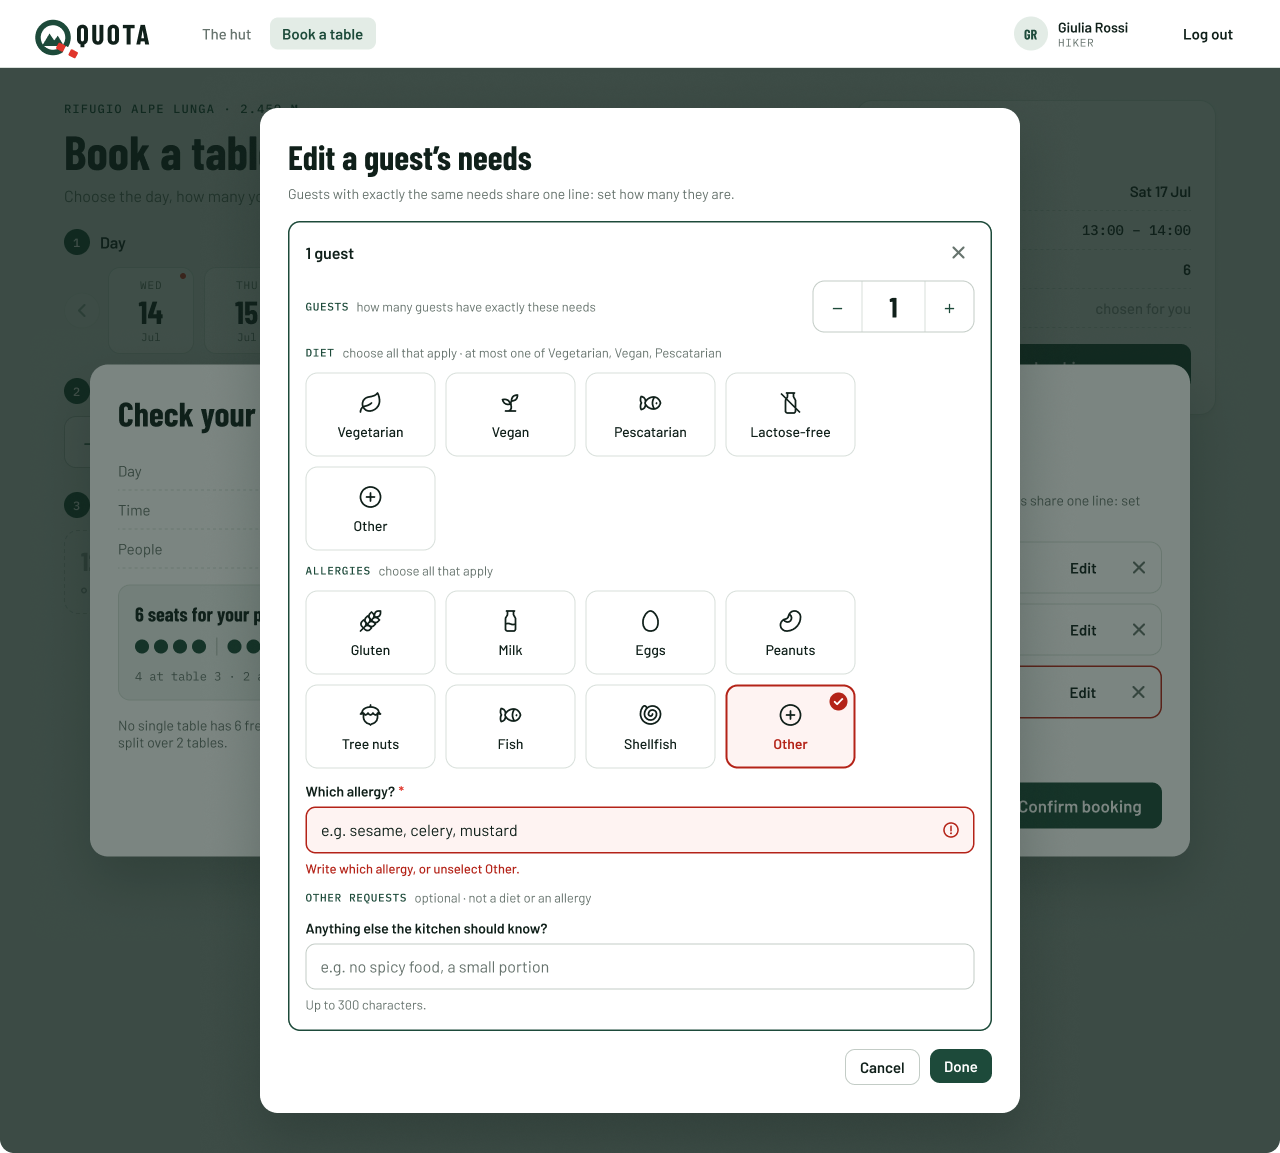 QUOTA
The hut
Book a table
GR
Giulia Rossi
HIKER
Log out
RIFUGIO ALPE LUNGA · 2.450 M
Book a tabl
Choose the day, how many yo
1 Day
WED
14
Jul
THU
15
Jul
Sat 17 Jul
13:00 – 14:00
6
chosen for you
2
3
Check your
Day
Time
People
6 seats for your p
4 at table 3 · 2 a
No single table has 6 fre
split over 2 tables.
s share one line: set
Edit
Edit
Edit
Confirm booking
Edit a guest’s needs
Guests with exactly the same needs share one line: set how many they are.
1 guest
GUESTS how many guests have exactly these needs
− 1 +
DIET choose all that apply · at most one of Vegetarian, Vegan, Pescatarian
Vegetarian
Vegan
Pescatarian
Lactose-free
Other
ALLERGIES choose all that apply
Gluten
Milk
Eggs
Peanuts
Tree nuts
Fish
Shellfish
Other
Which allergy? *
e.g. sesame, celery, mustard
Write which allergy, or unselect Other.
OTHER REQUESTS optional · not a diet or an allergy
Anything else the kitchen should know?
e.g. no spicy food, a small portion
Up to 300 characters.
Cancel
Done